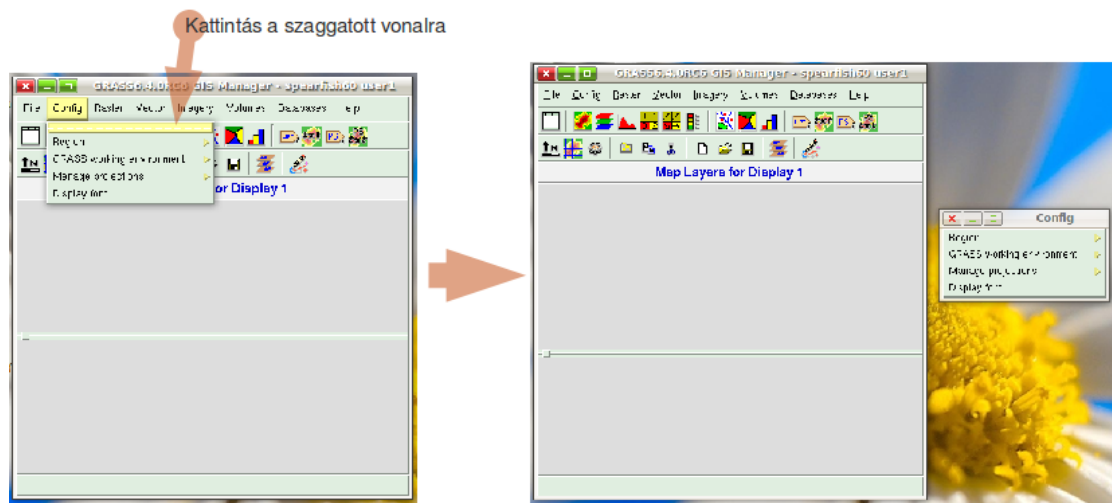 Kattintás a szaggatott vonalra
GRASS6.4.0RC6 GIS Manager - spearfish60 user1
File Config Raster Vector Imagery Volumes Databases Help
Region
GRASS working environment
Manage projections
Display font
or Display 1
GRASS6.4.0RC6 GIS Manager - spearfish60 user1
File Config Raster Vector Imagery Volumes Databases Help
Map Layers for Display 1
Config
Region
GRASS working environment
Manage projections
Display font